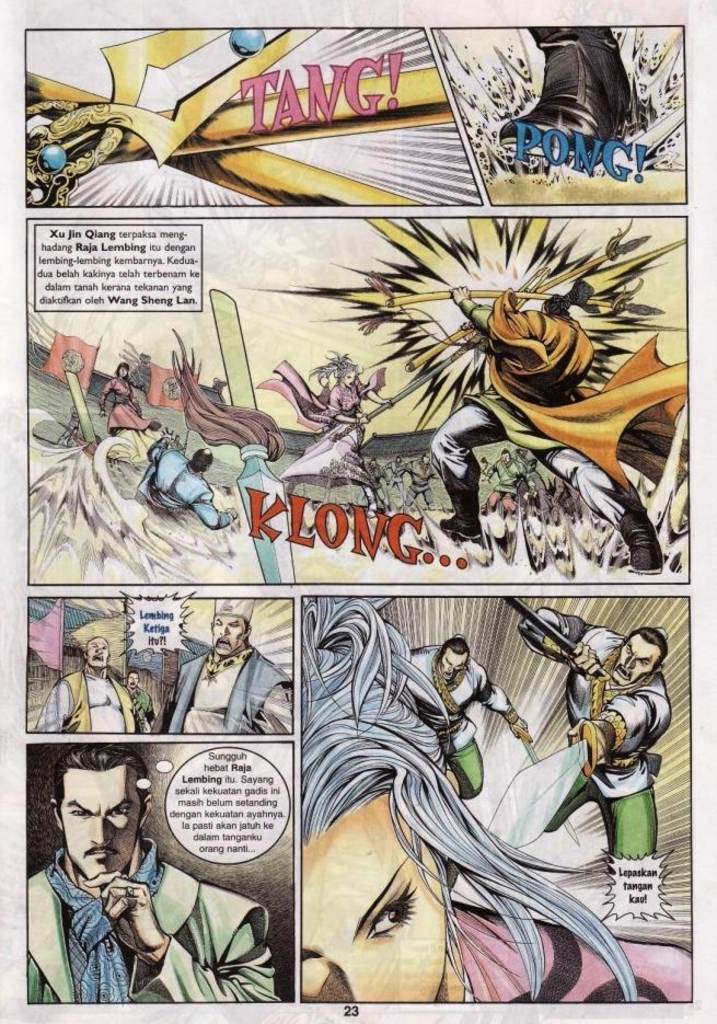 TANG!
PONG!
Xu Jin Qiang terpaksa meng-
hadang Raja Lembing itu dengan
lembing-lembing kembarnya. Kedua-
dua belah kakinya telah terbenam ke
dalam tanah kerana tekanan yang
diaktifkan oleh Wang Sheng Lan.
KLONG...
Lembing
Ketiga
itu?!
Sungguh
hebat Raja
Lembing itu. Sayang
kekuatan gadis ini
masih belum setanding
dengan kekuatan ayahnya.
Ia pasti akan jatuh ke
dalam tanganku
nanti...
Lepaskan
tangan
kau!
23